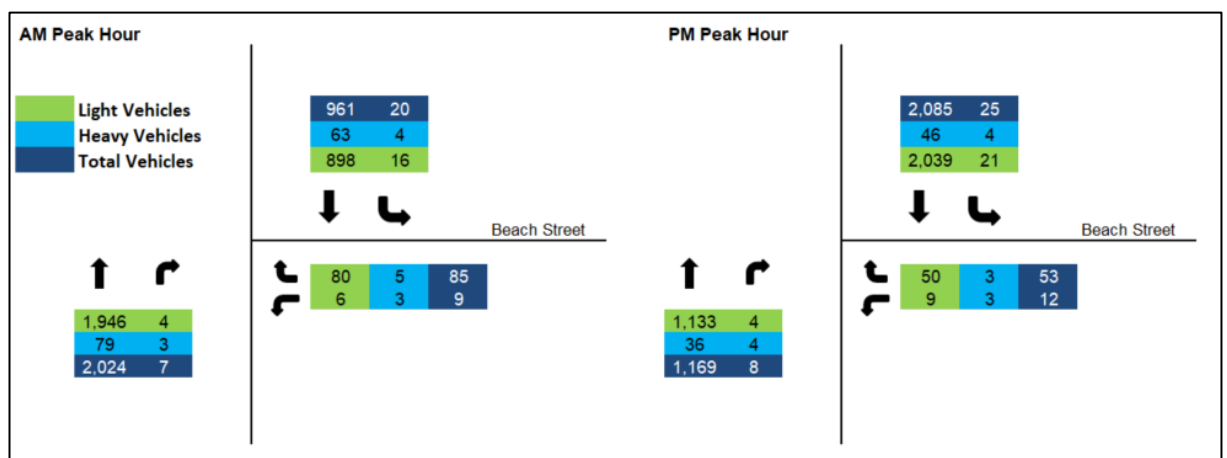 AM Peak Hour
PM Peak Hour
Light Vehicles
Heavy Vehicles
Total Vehicles
961 20
63 4
898 16
2,085 25
46 4
2,039 21
Beach Street
Beach Street
80 5 85
6 3 9
50 3 53
9 3 12
1,946 4
79 3
2,024 7
1,133 4
36 4
1,169 8